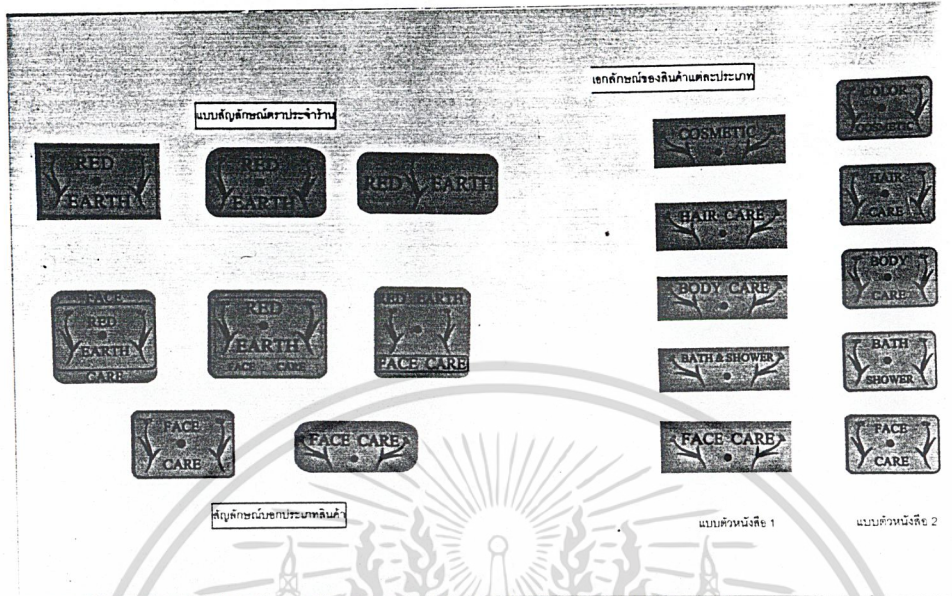 แบบสัญลักษณ์ตราประจำร้าน
RED
EARTH
RED
EARTH
RED EARTH
FACE
RED
EARTH
CARE
RED
EARTH
FACE CARE
RED EARTH
FACE CARE
FACE
CARE
FACE CARE
สัญลักษณ์บอกประเภทสินค้า
เอกลักษณ์ของสินค้าแต่ละประเภท
COSMETIC
HAIR CARE
BODY CARE
BATH & SHOWER
FACE CARE
แบบตัวหนังสือ 1
COLOR
COSMETIC
HAIR
CARE
BODY
CARE
BATH
SHOWER
FACE
CARE
แบบตัวหนังสือ 2